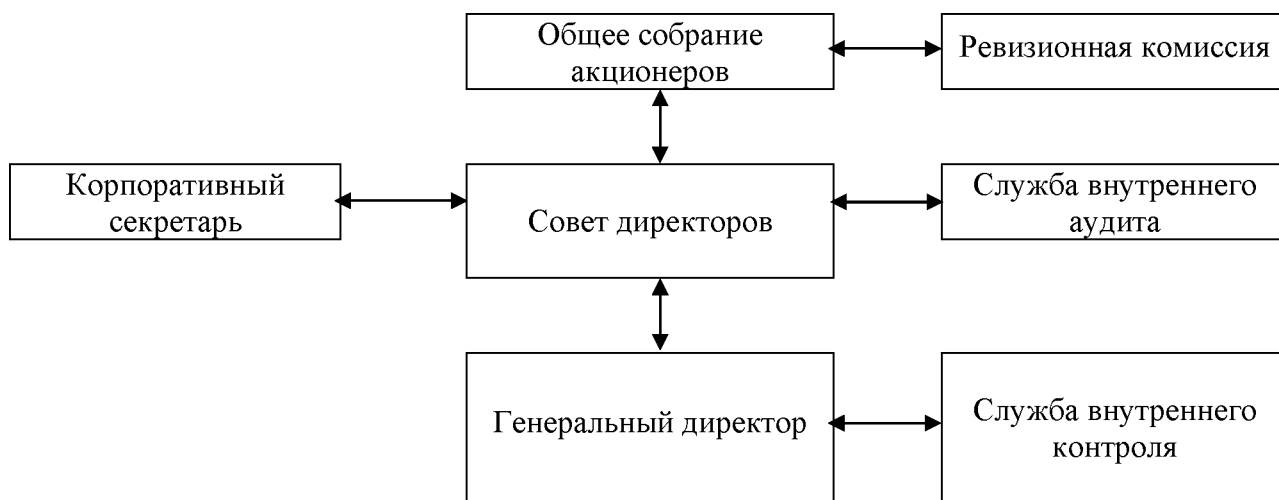 Общее собрание
акционеров
Ревизионная комиссия
Корпоративный
секретарь
Совет директоров
Служба внутреннего
аудита
Генеральный директор
Служба внутреннего
контроля